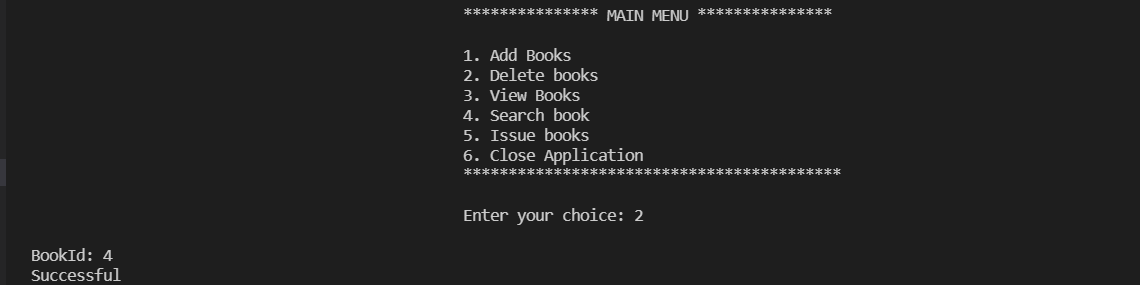 *************** MAIN MENU ***************
1. Add Books
2. Delete books
3. View Books
4. Search book
5. Issue books
6. Close Application
******************************************
Enter your choice: 2
BookId: 4
Successful